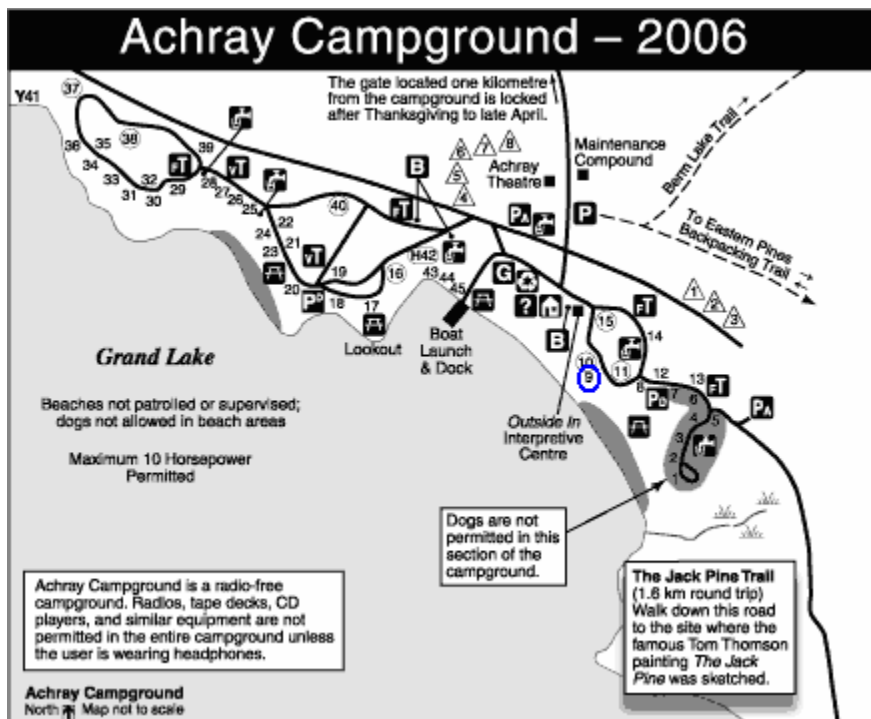 Achray Campground – 2006
The gate located one kilometre
from the campground is locked
after Thanksgiving to late April.
Y41
37
36
35
38
34
33
31
32
30
29
39
28
27
26
25
T
VT
B
6
7
8
5
4
Achray
Theatre
Maintenance
Compound
Berm Lake Trail
P
To Eastern Pines
Backpacking Trail
24
23
22
21
20
40
19
18
17
16
H42
43
44
45
PA
G
?
B
Lookout
Boat
Launch
& Dock
Outside In
Interpretive
Centre
1
2
3
15
14
10
9
11
8
12
13
7
6
4
5
3
2
1
PD
PA
Grand Lake
Beaches not patrolled or supervised;
dogs not allowed in beach areas
Maximum 10 Horsepower
Permitted
Dogs are not
permitted in this
section of the
campground.
Achray Campground is a radio-free
campground. Radios, tape decks, CD
players, and similar equipment are not
permitted in the entire campground unless
the user is wearing headphones.
The Jack Pine Trail
(1.6 km round trip)
Walk down this road
to the site where the
famous Tom Thomson
painting The Jack
Pine was sketched.
Achray Campground
North Map not to scale